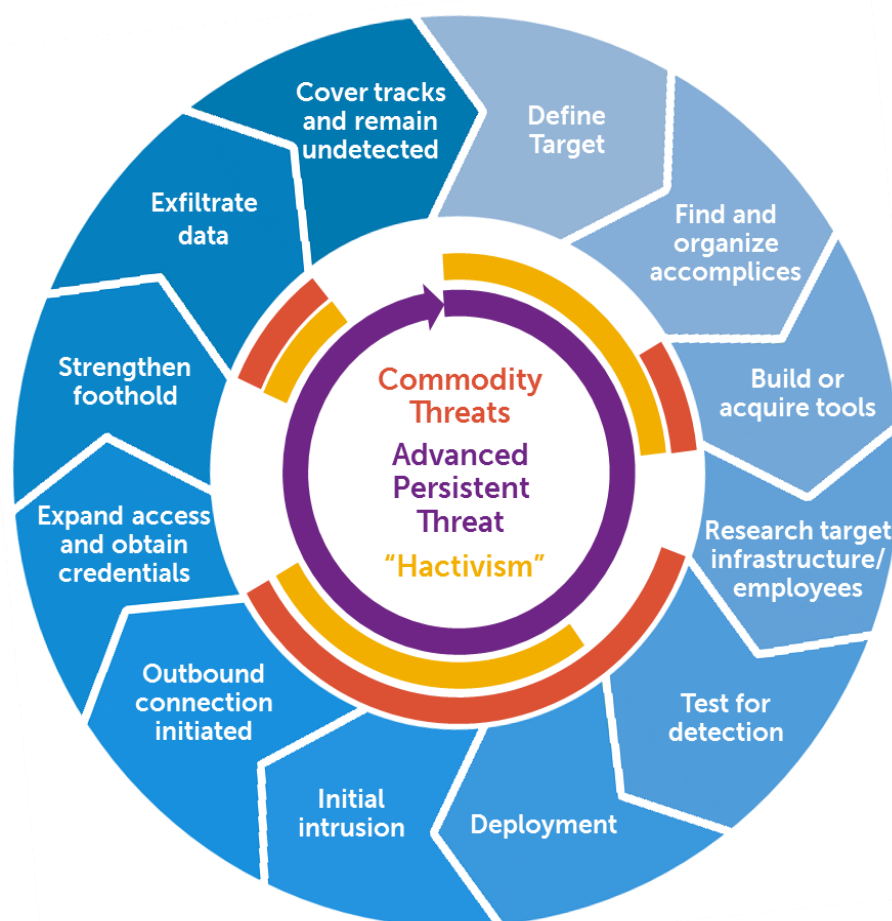 Define
Target
Find and
organize
accomplices
Build or
acquire tools
Research target
infrastructure/
employees
Test for
detection
Deployment
Initial
intrusion
Outbound
connection
initiated
Expand access
and obtain
credentials
Strengthen
foothold
Exfiltrate
data
Cover tracks
and remain
undetected
Commodity
Threats
Advanced
Persistent
Threat
“Hactivism”